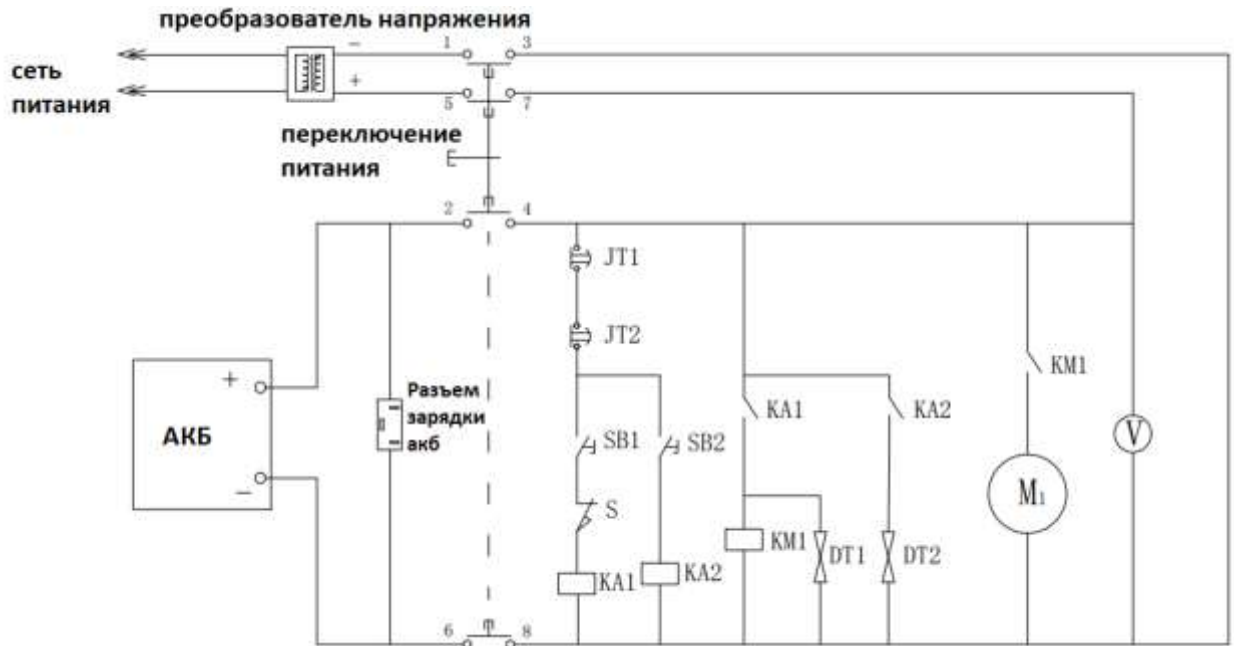 преобразователь напряжения
− 1 3
сеть
питания
+ 5 7
переключение
питания
2 4
JT1
JT2
KM1
+
АКБ
−
Разъем
зарядки
акб
SB1 SB2 KA1 KA2
V
S
M1
KA1 KA2 KM1 DT1 DT2
6 8